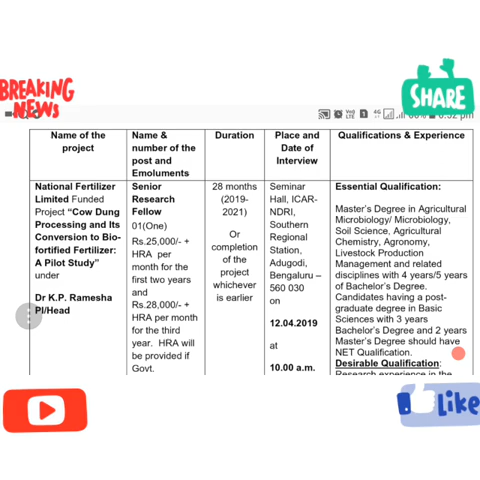 BREAKING
NEWS
SHARE
Name of the
project
Name &
number of the
post and
Emoluments
Duration
Place and
Date of
Interview
Qualifications & Experience
National Fertilizer
Limited Funded
Project "Cow Dung
Processing and Its
Conversion to Bio-
fortified Fertilizer:
A Pilot Study" under
Dr K.P. Ramesha
PI/Head
Senior
Research
Fellow
01(One)
Rs.25,000/- +
HRA per
month for the
first two years
and
Rs.28,000/- +
HRA per month
for the third
year. HRA will
be provided if
Govt.
28 months
(2019-
2021)
Or
completion
of the
project
whichever
is earlier
Seminar
Hall, ICAR-
NDRI,
Southern
Regional
Station,
Adugodi,
Bengaluru –
560 030
on
12.04.2019
at
10.00 a.m.
Essential Qualification:
Master's Degree in Agricultural
Microbiology/ Microbiology,
Soil Science, Agricultural
Chemistry, Agronomy,
Livestock Production
Management and related
disciplines with 4 years/5 years
of Bachelor's Degree.
Candidates having a post-
graduate degree in Basic
Sciences with 3 years
Bachelor's Degree and 2 years
Master's Degree should have
NET Qualification.
Desirable Qualification:
Research experience in the
Like